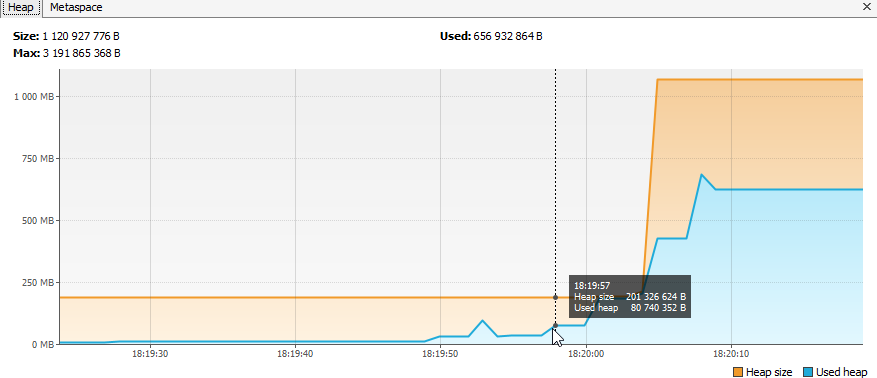 Heap Metaspace
Size: 1 120 927 776 B Used: 656 932 864 B
Max: 3 191 865 368 B
1 000 MB
750 MB
500 MB
250 MB
0 MB
18:19:57
Heap size 201 326 624 B
Used heap 80 740 352 B
18:19:30 18:19:40 18:19:50 18:20:00 18:20:10
Heap size Used heap